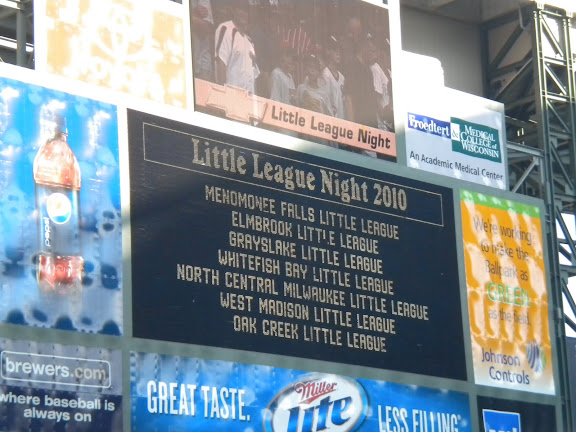 Little League Night
Froedtert & MEDICAL COLLEGE OF WISCONSIN
An Academic Medical Center
Little League Night 2010
MENOMONEE FALLS LITTLE LEAGUE
ELMBROOK LITTLE LEAGUE
GRAYSLAKE LITTLE LEAGUE
WHITEFISH BAY LITTLE LEAGUE
NORTH CENTRAL MILWAUKEE LITTLE LEAGUE
WEST MADISON LITTLE LEAGUE
OAK CREEK LITTLE LEAGUE
pepsi
We're working
to make the
Ballpark as
GREEN
as the field.
Johnson
Controls
brewers.com
where baseball is
always on
GREAT TASTE.
Miller
Lite
LESS FILLING.